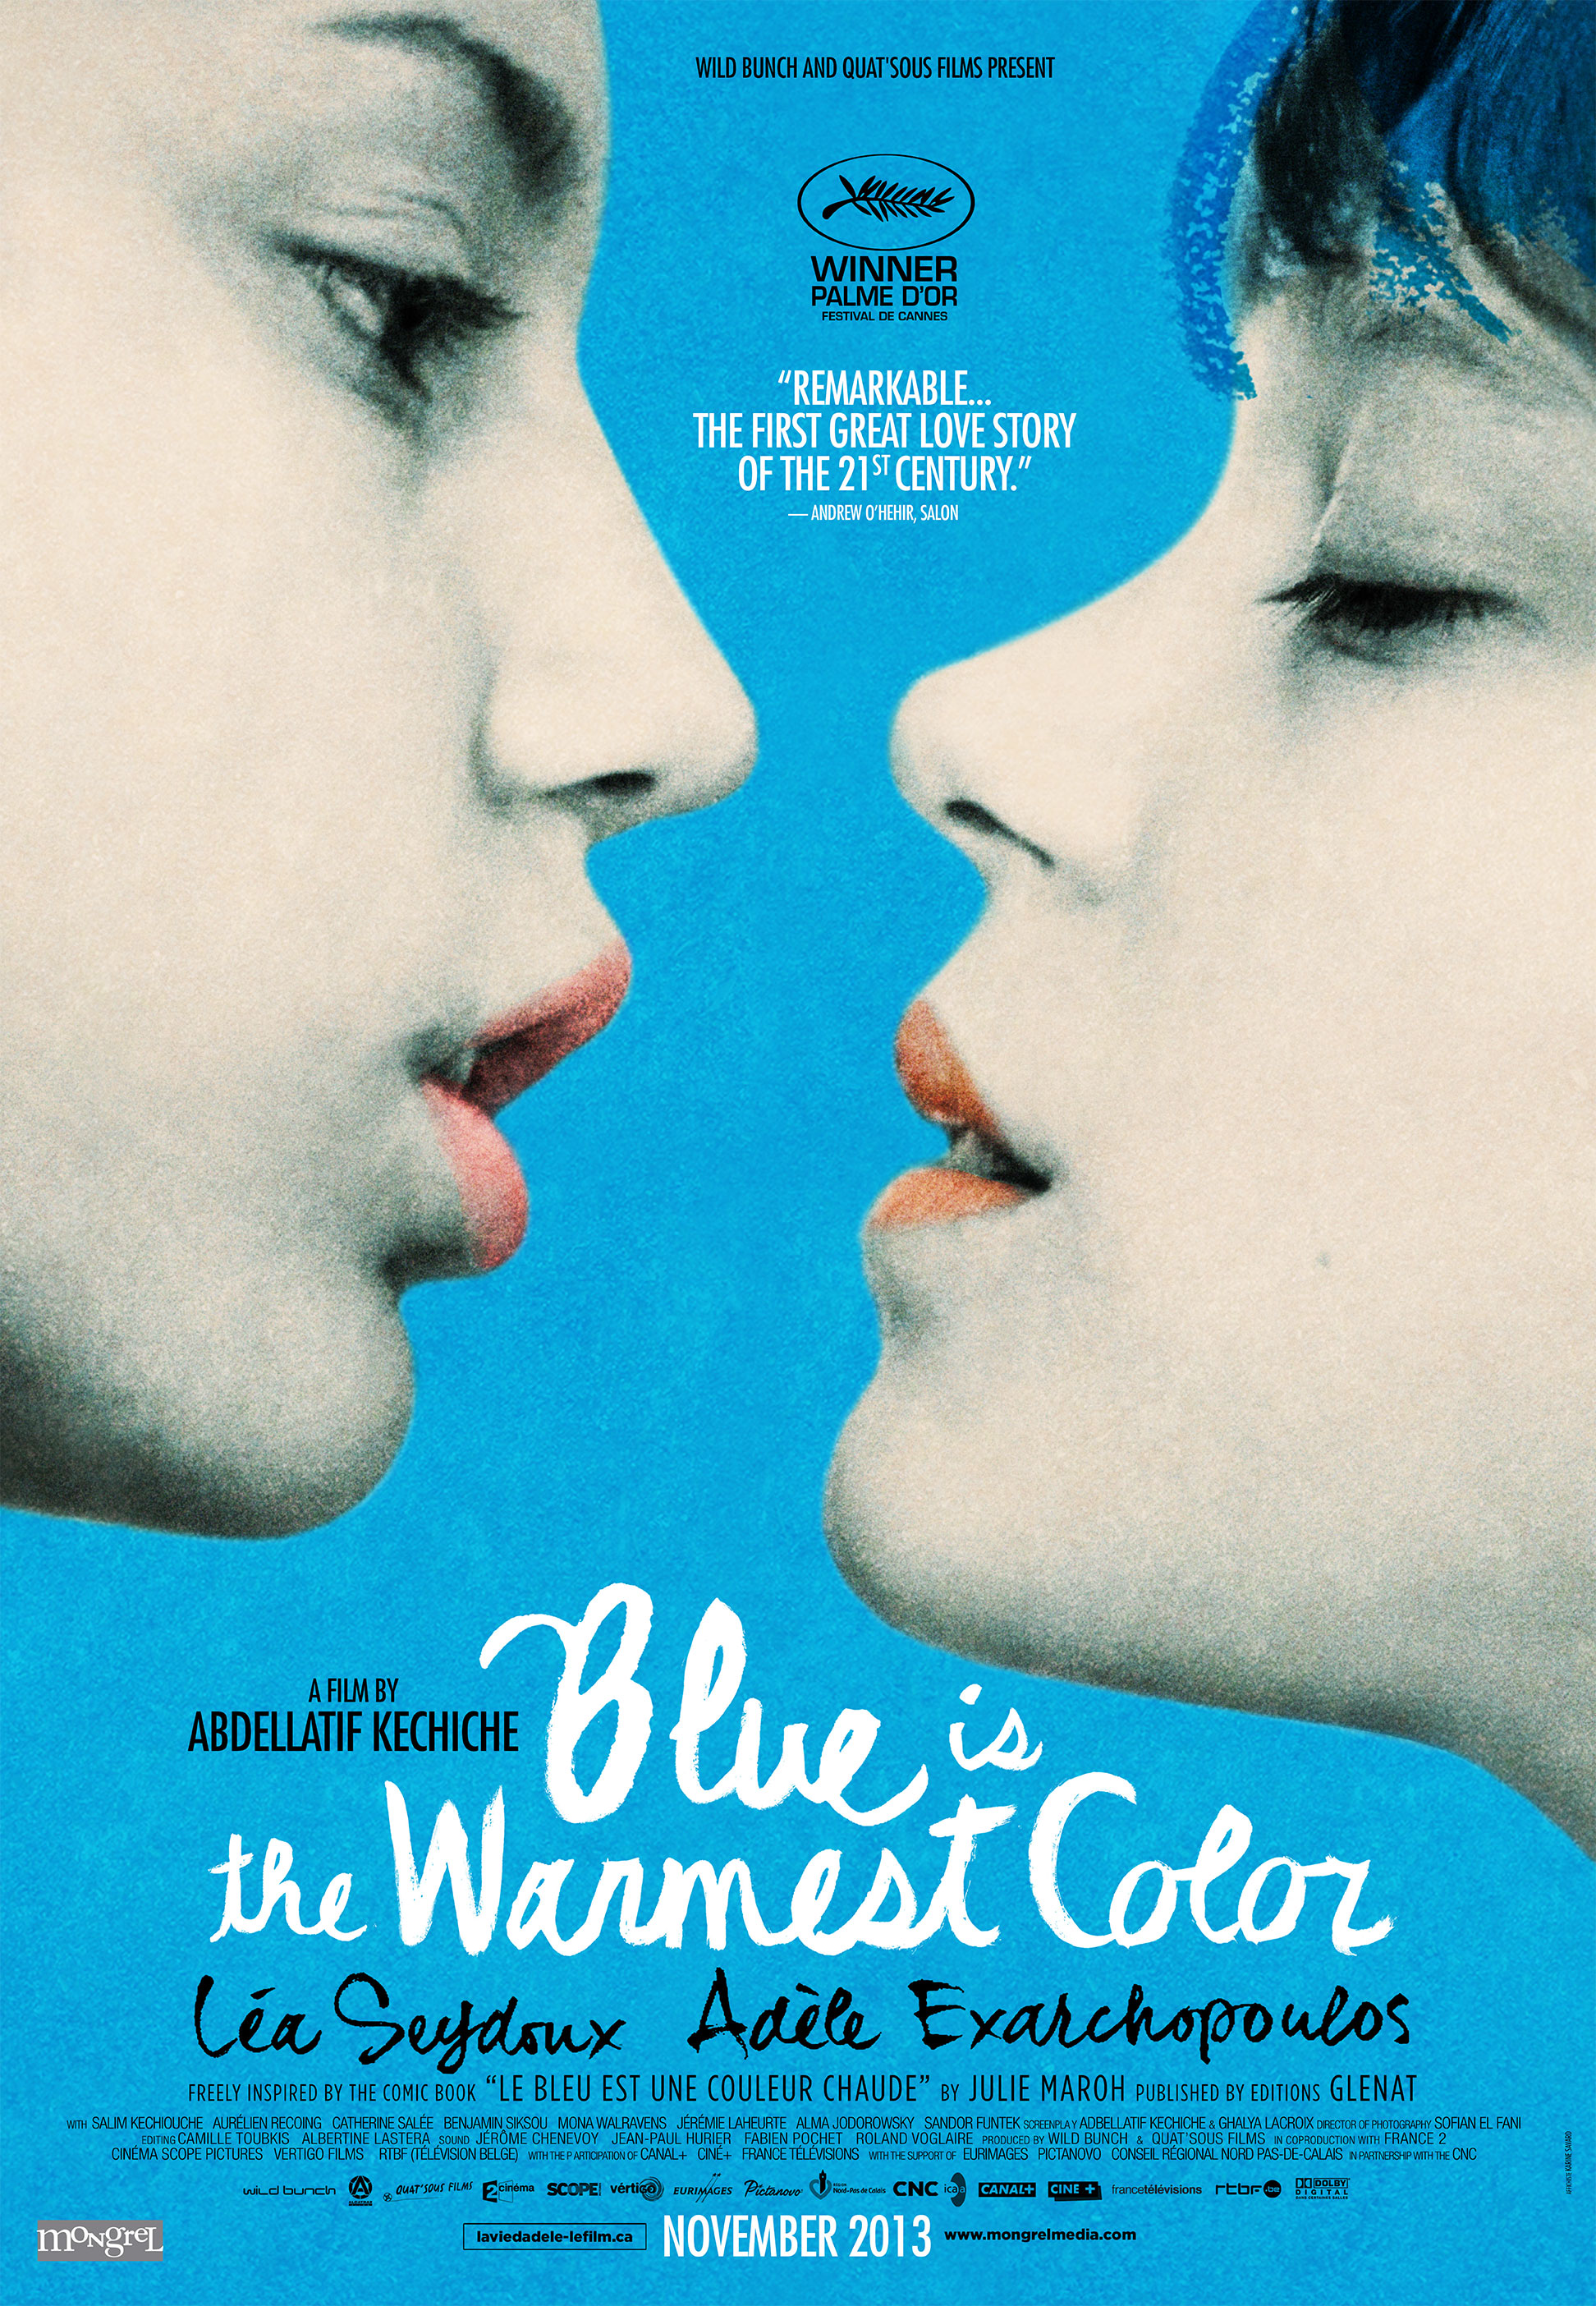 WILD BUNCH AND QUAT'SOUS FILMS PRESENT
WINNER
PALME D'OR
FESTIVAL DE CANNES
“REMARKABLE...
THE FIRST GREAT LOVE STORY
OF THE 21ST CENTURY.”
— ANDREW O'HEHIR, SALON
A FILM BY
ABDELLATIF KECHICHE
Blue is
the Warmest Color
Léa Seydoux Adèle Exarchopoulos
FREELY INSPIRED BY THE COMIC BOOK “LE BLEU EST UNE COULEUR CHAUDE” BY JULIE MAROH PUBLISHED BY EDITIONS GLENAT
WITH SALIM KECHIOUCHE AURÉLIEN RECOING CATHERINE SALÉE BENJAMIN SIKSOU MONA WALRAVENS JÉRÉMIE LAHEURTE ALMA JODOROWSKY SANDOR FUNTEK SCREENPLAY ADBELLATIF KECHICHE & GHALYA LACROIX DIRECTOR OF PHOTOGRAPHY SOFIAN EL FANI
EDITING CAMILLE TOUBKIS ALBERTINE LASTERA SOUND JÉRÔME CHENEVOY JEAN-PAUL HURIER FABIEN POCHET ROLAND VOGLAIRE PRODUCED BY WILD BUNCH & QUAT'SOUS FILMS IN COPRODUCTION WITH FRANCE 2
CINÉMA SCOPE PICTURES VERTIGO FILMS RTBF (TÉLÉVISION BELGE) WITH THE PARTICIPATION OF CANAL+ CINÉ+ FRANCE TÉLÉVISIONS WITH THE SUPPORT OF EURIMAGES PICTANOVO CONSEIL RÉGIONAL NORD PAS-DE-CALAIS IN PARTNERSHIP WITH THE CNC
wild bunch QUAT'SOUS FILMS 2 cinéma SCOPE vértigo EURIMAGES Pictanovo Nord-Pas de Calais CNC icaa CANAL+ CINE+ francetélévisions rtbf.be DOLBY DIGITAL
mongrel
laviedadele-lefilm.ca NOVEMBER 2013 www.mongrelmedia.com